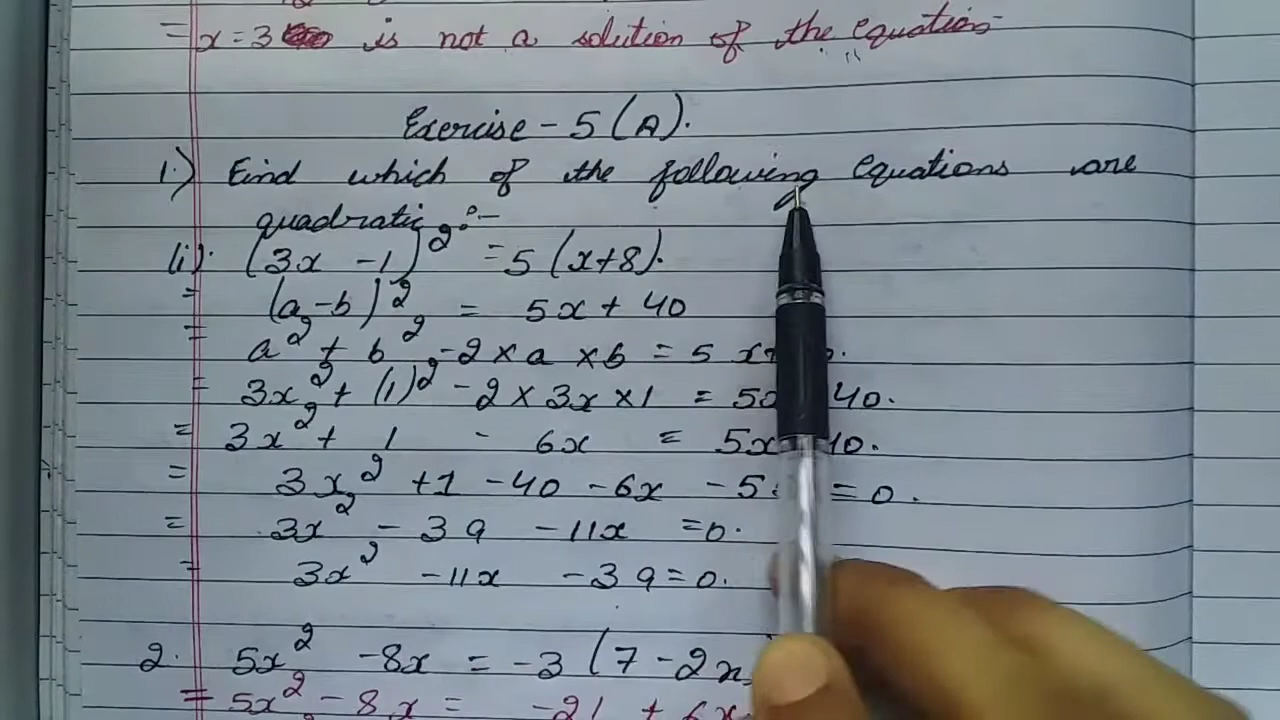 = x = 3 is not a solution of the equation
Exercise - 5 (A).
1.) Find which of the following equations are
quadratic :-
(i). (3x - 1)² = 5 (x+8).
= (a - b)² = 5x + 40
= a² + b² - 2 × a × b = 5
= 3x² + (1)² - 2 × 3x × 1 = 5x 40.
= 3x² + 1 - 6x = 5x 40.
= 3x² + 1 - 40 - 6x - 5 = 0.
= 3x² - 39 - 11x = 0.
= 3x² - 11x - 39 = 0.
2. 5x² - 8x = -3 (7 - 2x
= 5x² - 8x = -21 + 6x